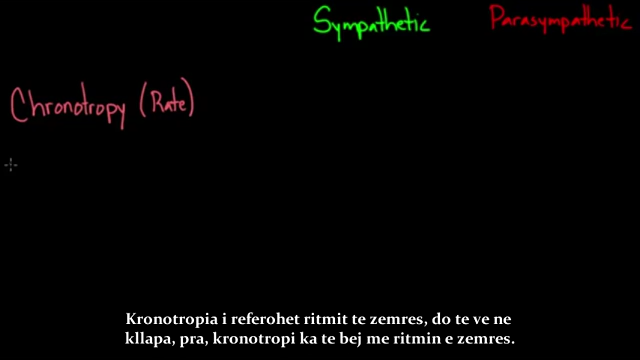 Sympathetic Parasympathetic
Chronotropy (Rate)
Kronotropia i referohet ritmit te zemres, do te ve ne
kllapa, pra, kronotropi ka te bej me ritmin e zemres.